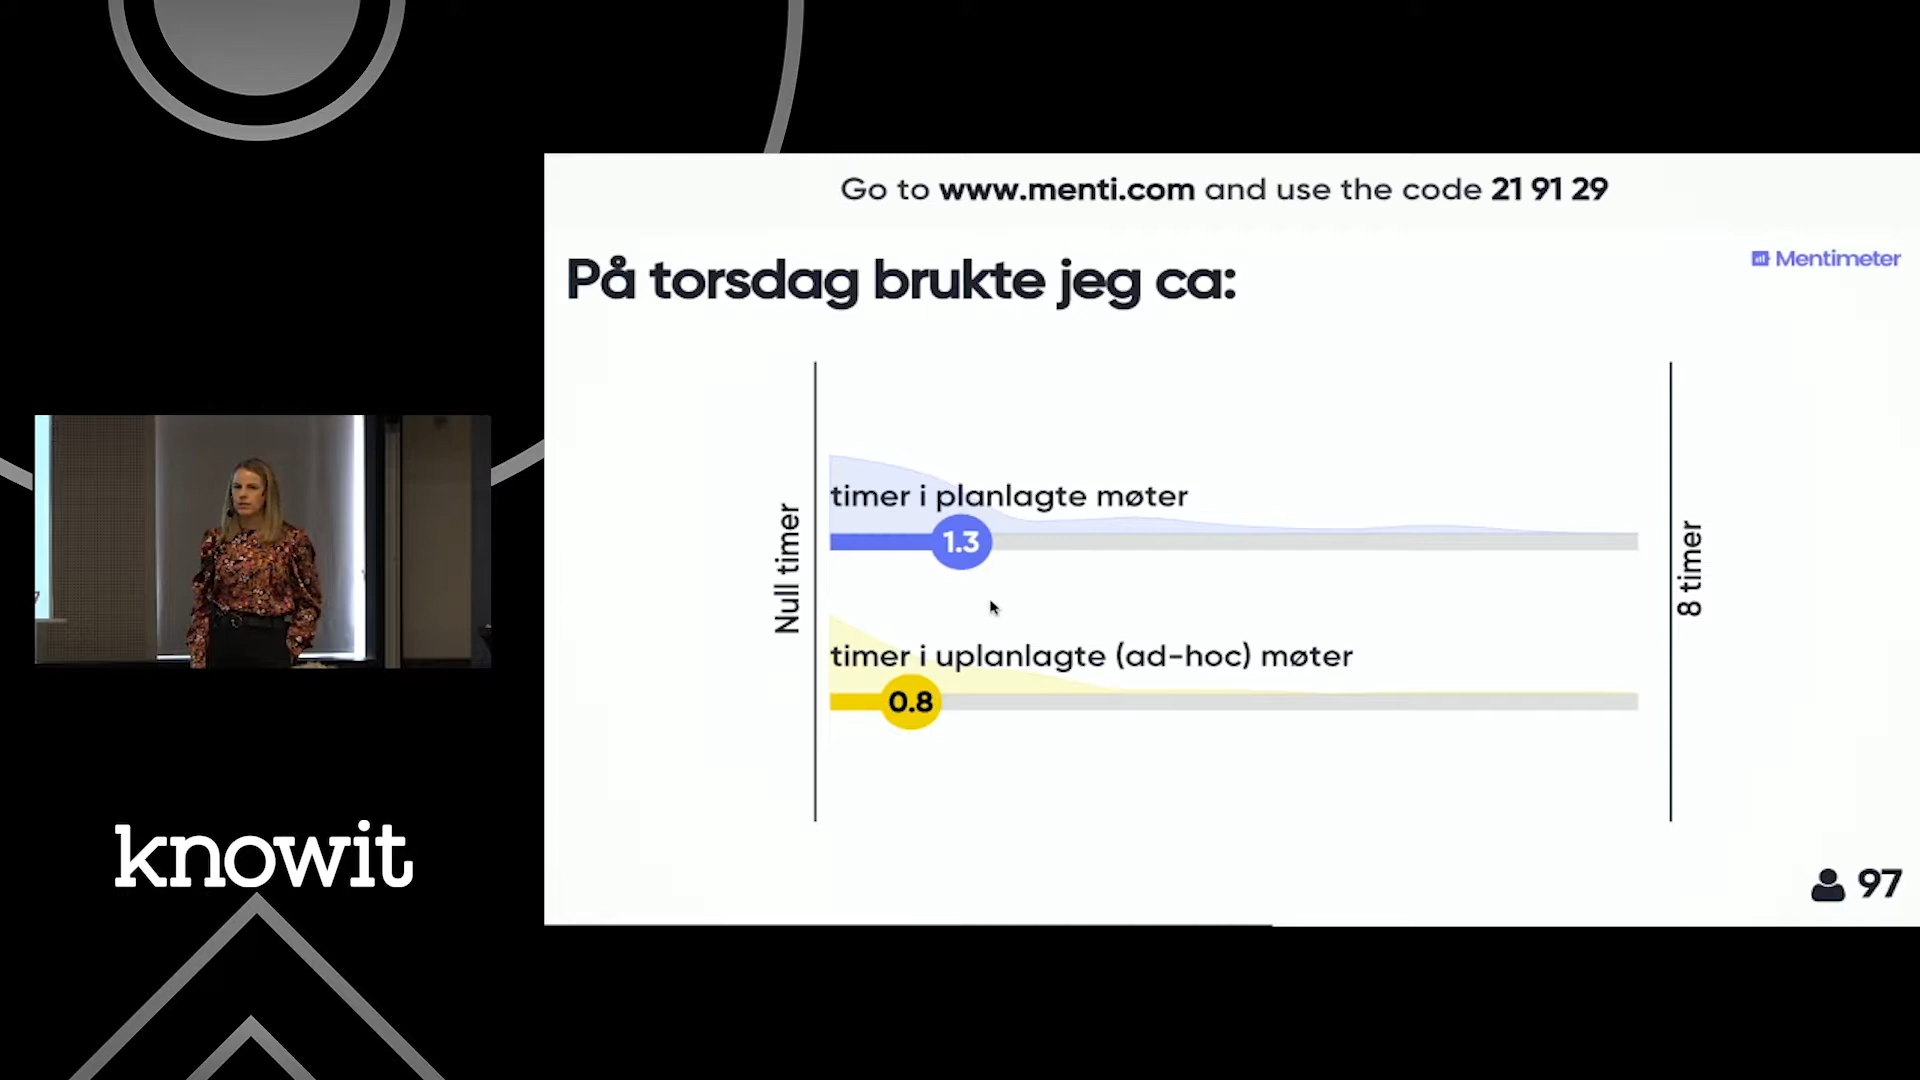 Go to www.menti.com and use the code 21 91 29
På torsdag brukte jeg ca:
Mentimeter
Null timer
timer i planlagte møter
1.3
timer i uplanlagte (ad-hoc) møter
0.8
8 timer
97
knowit